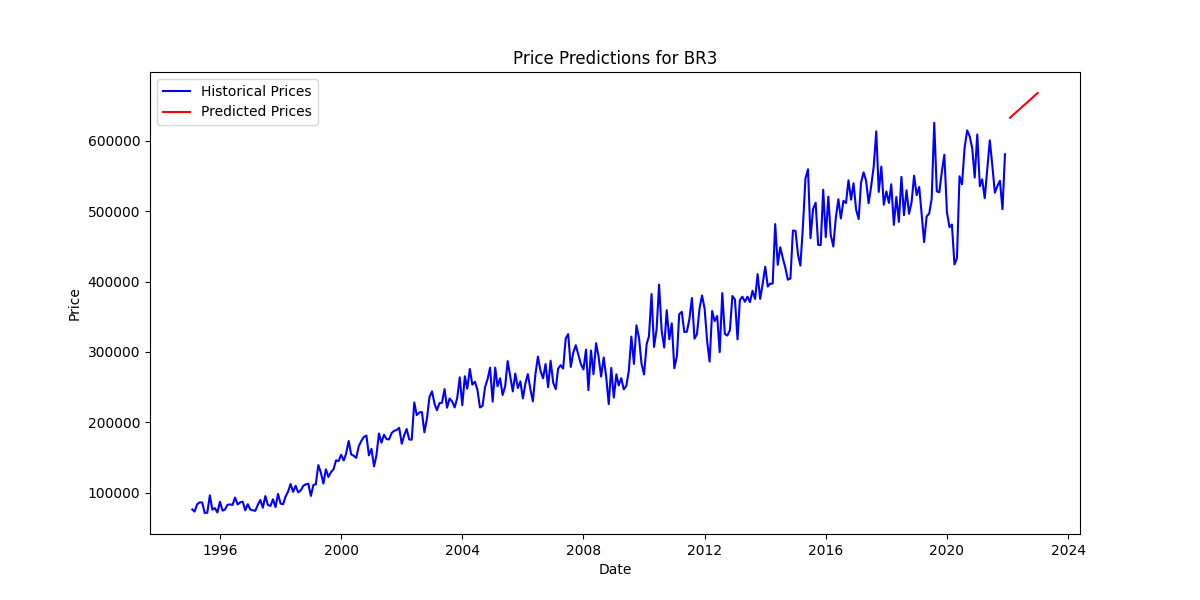 Price Predictions for BR3
Historical Prices
Predicted Prices
600000
500000
400000
300000
200000
100000
Price
1996 2000 2004 2008 2012 2016 2020 2024
Date